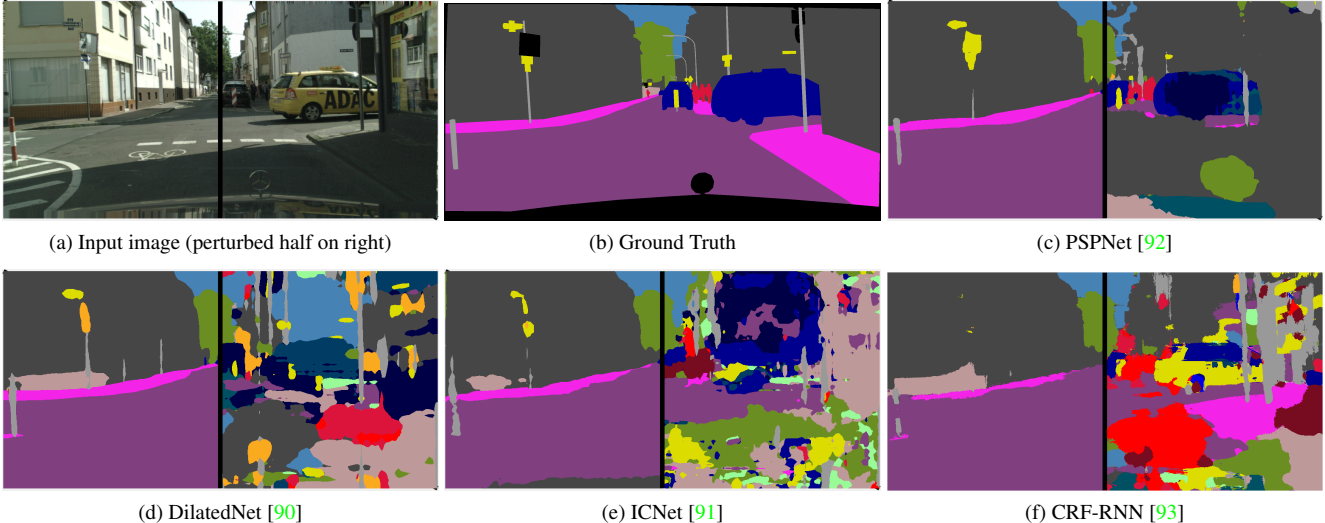 ADAC
(a) Input image (perturbed half on right)
(b) Ground Truth
(c) PSPNet [92]
(d) DilatedNet [90]
(e) ICNet [91]
(f) CRF-RNN [93]